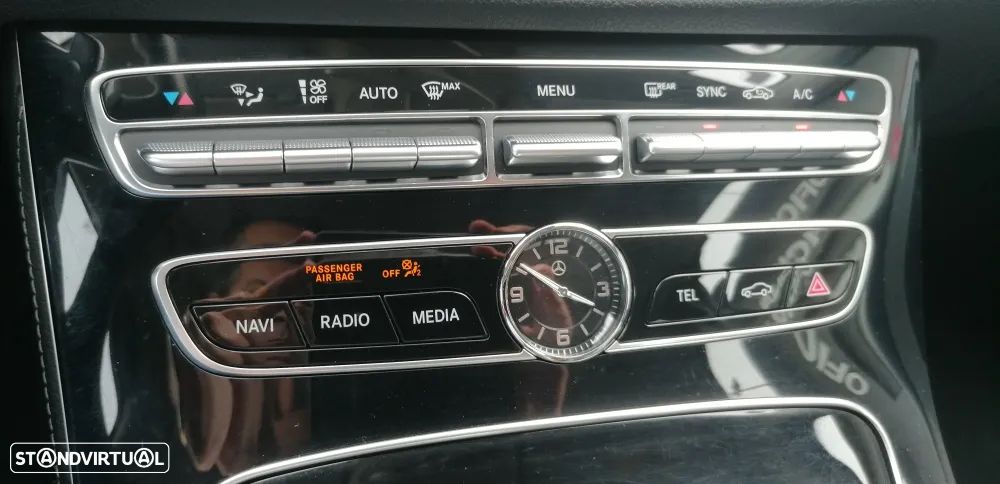 OFF AUTO MAX MENU REAR SYNC A/C
PASSENGER
AIR BAG OFF 2
12
9 3
6
NAVI RADIO MEDIA TEL
STANDVIRTUAL